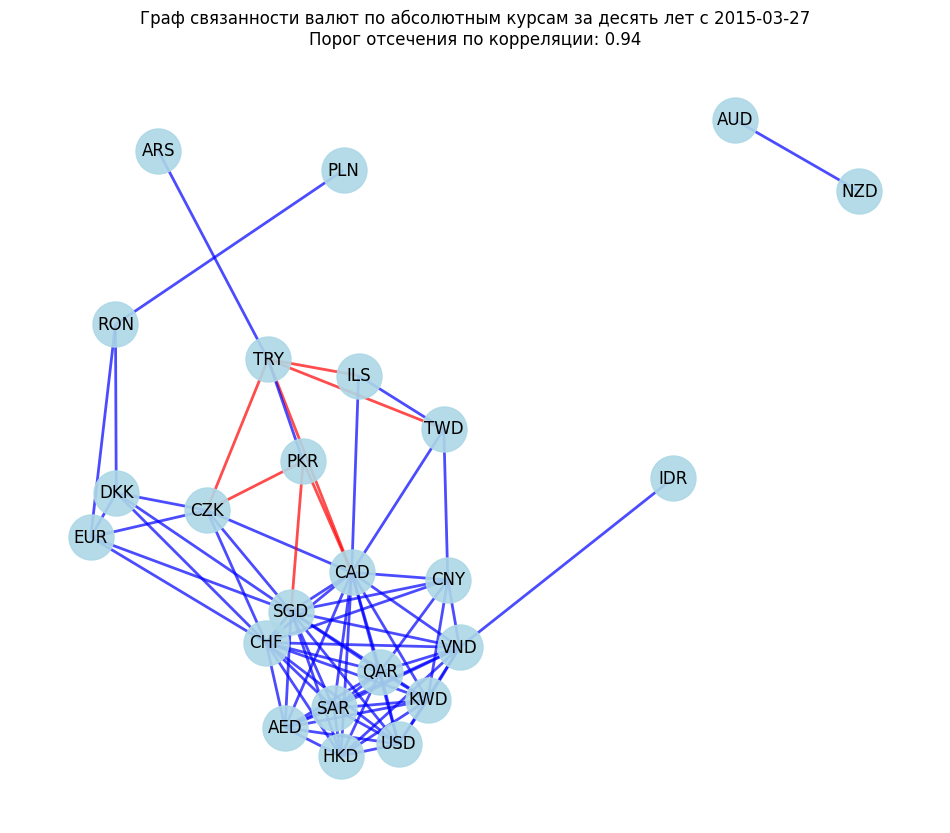 Граф связанности валют по абсолютным курсам за десять лет с 2015-03-27
Порог отсечения по корреляции: 0.94
AUD
ARS
PLN
NZD
RON
TRY
ILS
TWD
PKR
IDR
DKK
CZK
EUR
CAD
CNY
SGD
CHF
VND
QAR
KWD
SAR
AED
USD
HKD